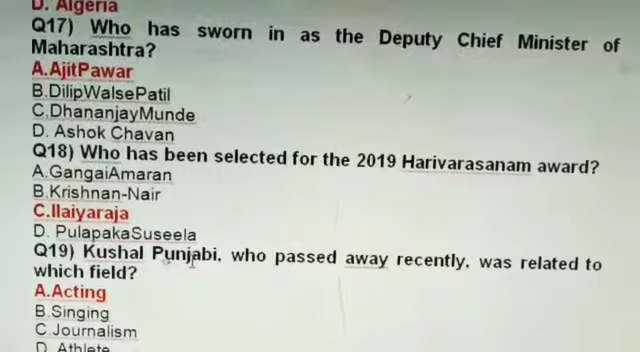 D. Algeria
Q17) Who has sworn in as the Deputy Chief Minister of
Maharashtra?
A.AjitPawar
B.DilipWalsePatil
C.DhananjayMunde
D. Ashok Chavan
Q18) Who has been selected for the 2019 Harivarasanam award?
A.GangaiAmaran
B.Krishnan-Nair
C.Ilaiyaraja
D. PulapakaSuseela
Q19) Kushal Punjabi, who passed away recently, was related to
which field?
A.Acting
B.Singing
C.Journalism
D. Athlete